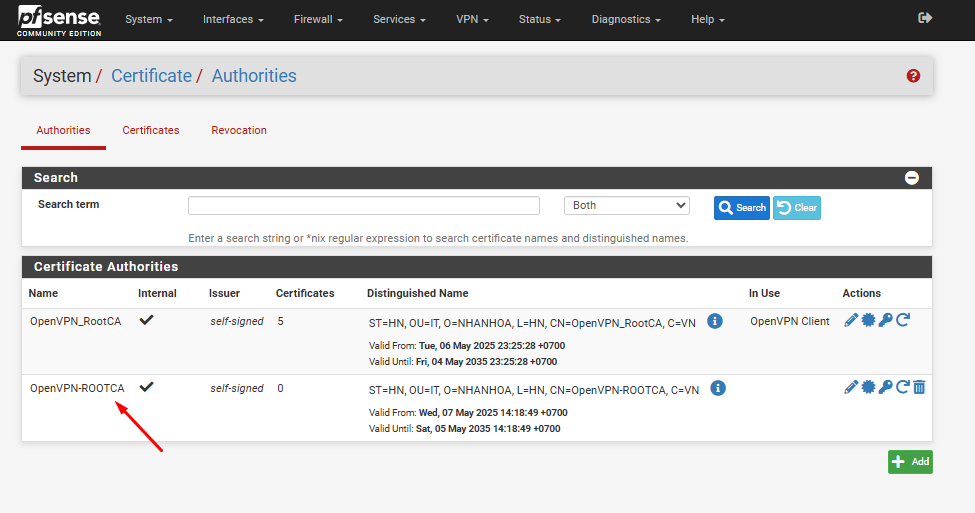 pfsense
COMMUNITY EDITION
System Interfaces Firewall Services VPN Status Diagnostics Help
System / Certificate / Authorities
Authorities Certificates Revocation
Search
Search term Both Search Clear
Enter a search string or *nix regular expression to search certificate names and distinguished names.
Certificate Authorities
Name Internal Issuer Certificates Distinguished Name In Use Actions
OpenVPN_RootCA self-signed 5 ST=HN, OU=IT, O=NHANHOA, L=HN, CN=OpenVPN_RootCA, C=VN OpenVPN Client
Valid From: Tue, 06 May 2025 23:25:28 +0700
Valid Until: Fri, 04 May 2035 23:25:28 +0700
OpenVPN-ROOTCA self-signed 0 ST=HN, OU=IT, O=NHANHOA, L=HN, CN=OpenVPN-ROOTCA, C=VN
Valid From: Wed, 07 May 2025 14:18:49 +0700
Valid Until: Sat, 05 May 2035 14:18:49 +0700
Add